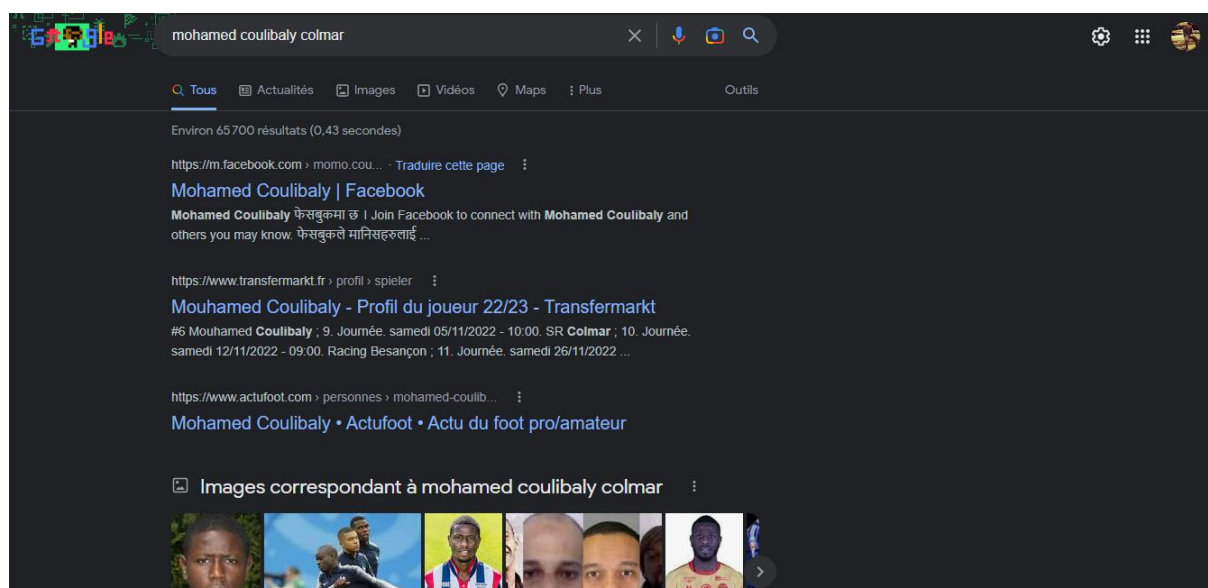 Google
mohamed coulibaly colmar
Tous Actualités Images Vidéos Maps Plus Outils
Environ 65 700 résultats (0,43 secondes)
https://m.facebook.com › momo.cou... · Traduire cette page
Mohamed Coulibaly | Facebook
Mohamed Coulibaly फेसबुकमा छ । Join Facebook to connect with Mohamed Coulibaly and
others you may know. फेसबुकले मानिसहरुलाई ...
https://www.transfermarkt.fr › profil › spieler
Mouhamed Coulibaly - Profil du joueur 22/23 - Transfermarkt
#6 Mouhamed Coulibaly ; 9. Journée. samedi 05/11/2022 - 10:00. SR Colmar ; 10. Journée.
samedi 12/11/2022 - 09:00. Racing Besançon ; 11. Journée. samedi 26/11/2022 ...
https://www.actufoot.com › personnes › mohamed-coulib...
Mohamed Coulibaly • Actufoot • Actu du foot pro/amateur
Images correspondant à mohamed coulibaly colmar